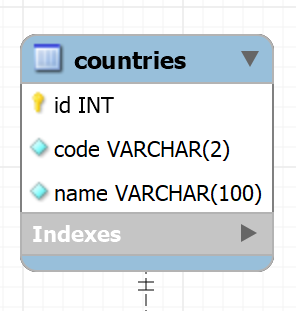 countries
id INT
code VARCHAR(2)
name VARCHAR(100)
Indexes